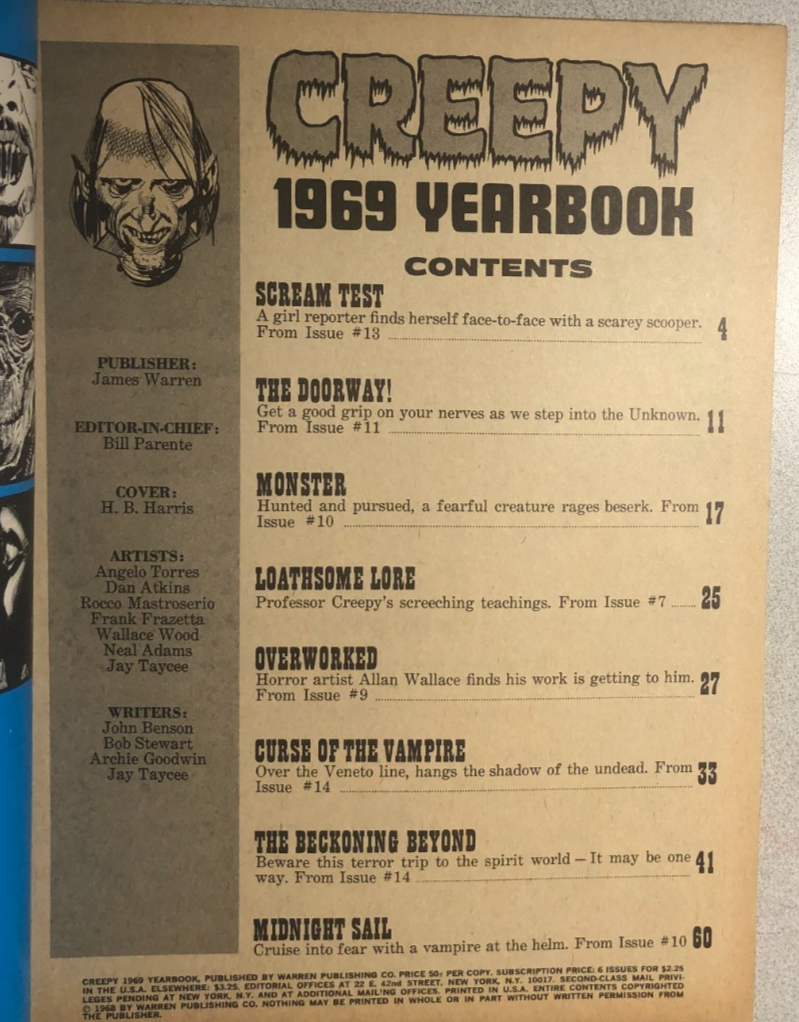 CREEPY
1969 YEARBOOK
CONTENTS
SCREAM TEST
A girl reporter finds herself face-to-face with a scarey scooper.
From Issue #13 4
THE DOORWAY!
Get a good grip on your nerves as we step into the Unknown.
From Issue #11 11
MONSTER
Hunted and pursued, a fearful creature rages beserk. From
Issue #10 17
LOATHSOME LORE
Professor Creepy's screeching teachings. From Issue #7 25
OVERWORKED
Horror artist Allan Wallace finds his work is getting to him.
From Issue #9 27
CURSE OF THE VAMPIRE
Over the Veneto line, hangs the shadow of the undead. From
Issue #14 33
THE BECKONING BEYOND
Beware this terror trip to the spirit world — It may be one
way. From Issue #14 41
MIDNIGHT SAIL
Cruise into fear with a vampire at the helm. From Issue #10 60
PUBLISHER:
James Warren
EDITOR-IN-CHIEF:
Bill Parente
COVER:
H. B. Harris
ARTISTS:
Angelo Torres
Dan Atkins
Rocco Mastroserio
Frank Frazetta
Wallace Wood
Neal Adams
Jay Taycee
WRITERS:
John Benson
Bob Stewart
Archie Goodwin
Jay Taycee
CREEPY 1969 YEARBOOK, PUBLISHED BY WARREN PUBLISHING CO. PRICE 50¢ PER COPY. SUBSCRIPTION PRICE: 6 ISSUES FOR $2.25
IN THE U.S.A. ELSEWHERE: $3.25. EDITORIAL OFFICES AT 22 E. 42nd STREET, NEW YORK, N.Y. 10017. SECOND-CLASS MAIL PRIVI-
LEGES PENDING AT NEW YORK, N.Y. AND AT ADDITIONAL MAILING OFFICES. PRINTED IN U.S.A. ENTIRE CONTENTS COPYRIGHTED
© 1968 BY WARREN PUBLISHING CO. NOTHING MAY BE PRINTED IN WHOLE OR IN PART WITHOUT WRITTEN PERMISSION FROM
THE PUBLISHER.